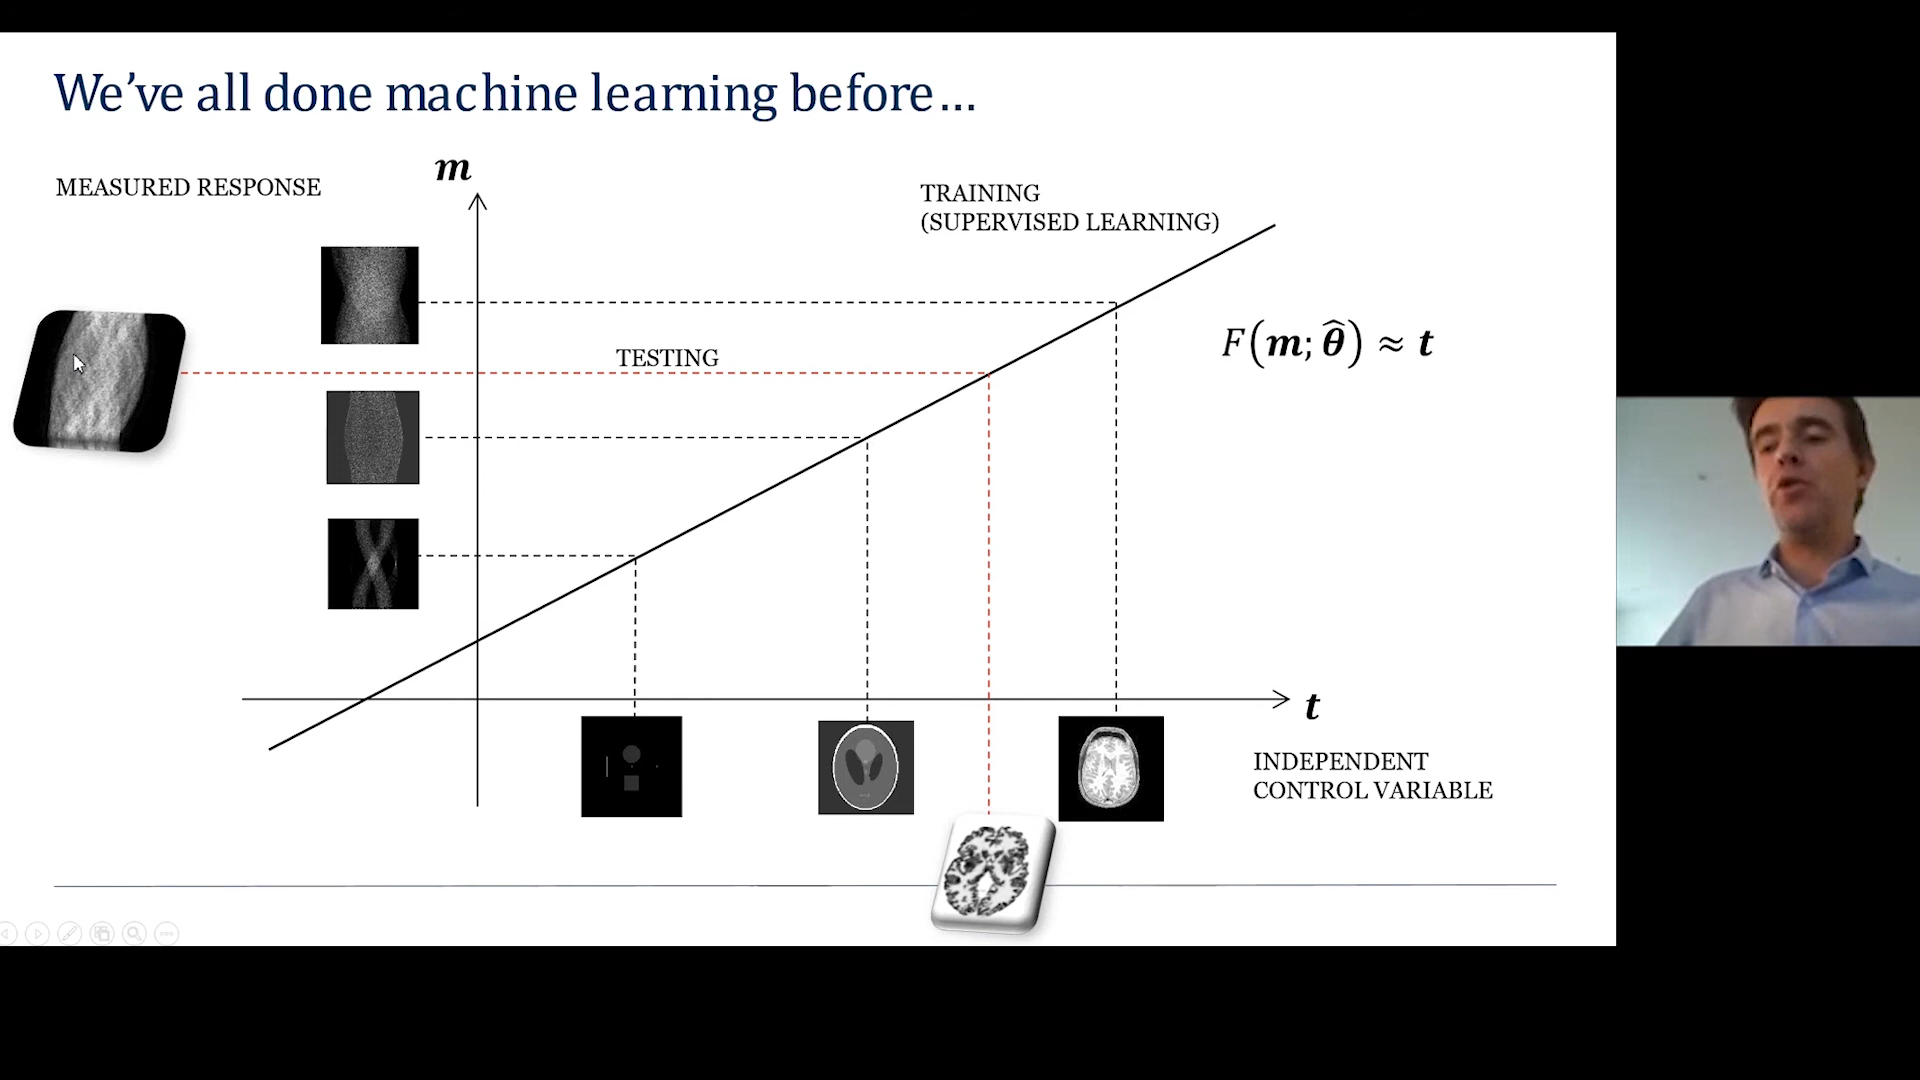 We've all done machine learning before...
m
MEASURED RESPONSE
TRAINING
(SUPERVISED LEARNING)
F(m; θ̂) ≈ t
TESTING
t
INDEPENDENT
CONTROL VARIABLE